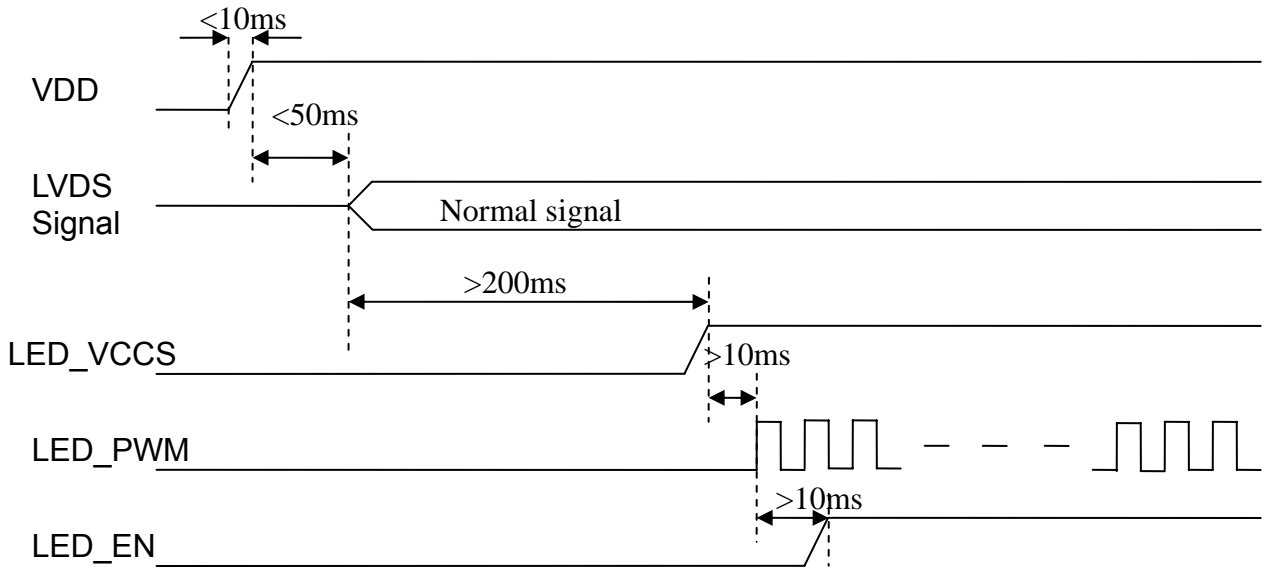 <10ms
VDD
<50ms
LVDS
Signal
Normal signal
>200ms
LED_VCCS
>10ms
LED_PWM
>10ms
LED_EN